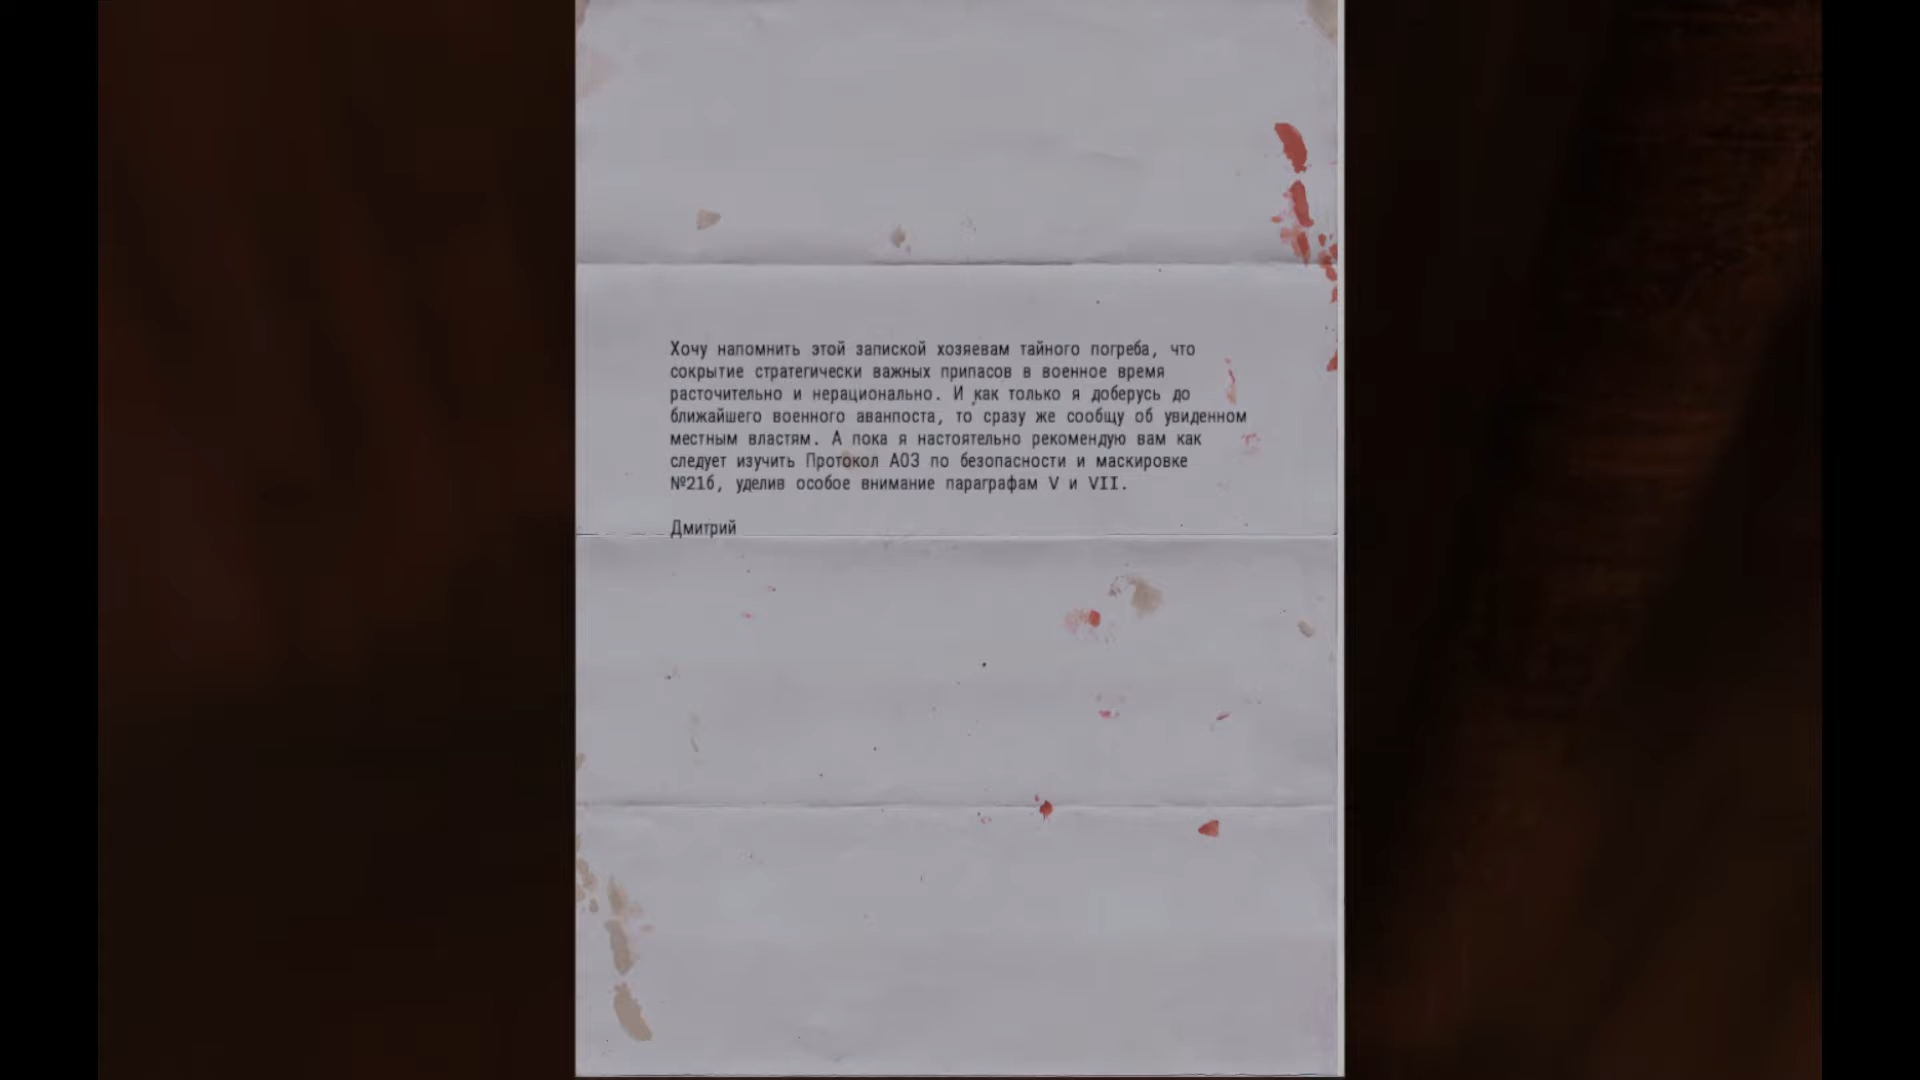 Хочу напомнить этой запиской хозяевам тайного погреба, что
сокрытие стратегически важных припасов в военное время
расточительно и нерационально. И как только я доберусь до
ближайшего военного аванпоста, то сразу же сообщу об увиденном
местным властям. А пока я настоятельно рекомендую вам как
следует изучить Протокол АОЗ по безопасности и маскировке
№216, уделив особое внимание параграфам V и VII.
Дмитрий